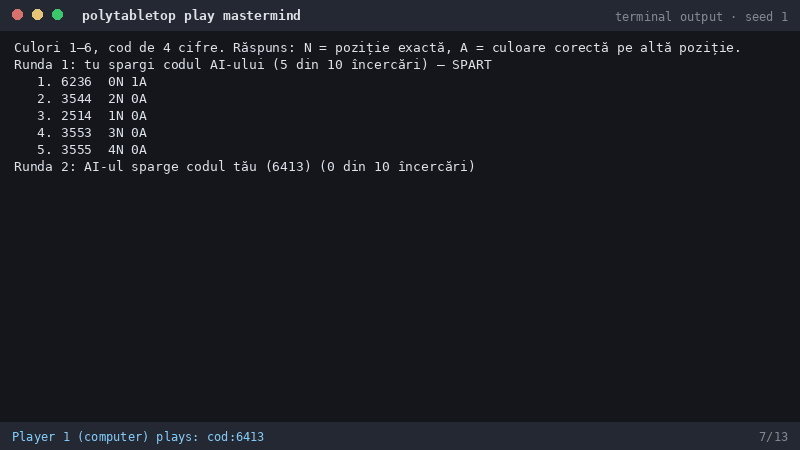 polytabletop play mastermind
terminal output · seed 1
Culori 1–6, cod de 4 cifre. Răspuns: N = poziție exactă, A = culoare corectă pe altă poziție.
Runda 1: tu spargi codul AI-ului (5 din 10 încercări) — SPART
1. 6236  0N 1A
2. 3544  2N 0A
3. 2514  1N 0A
4. 3553  3N 0A
5. 3555  4N 0A
Runda 2: AI-ul sparge codul tău (6413) (0 din 10 încercări)
Player 1 (computer) plays: cod:6413
7/13